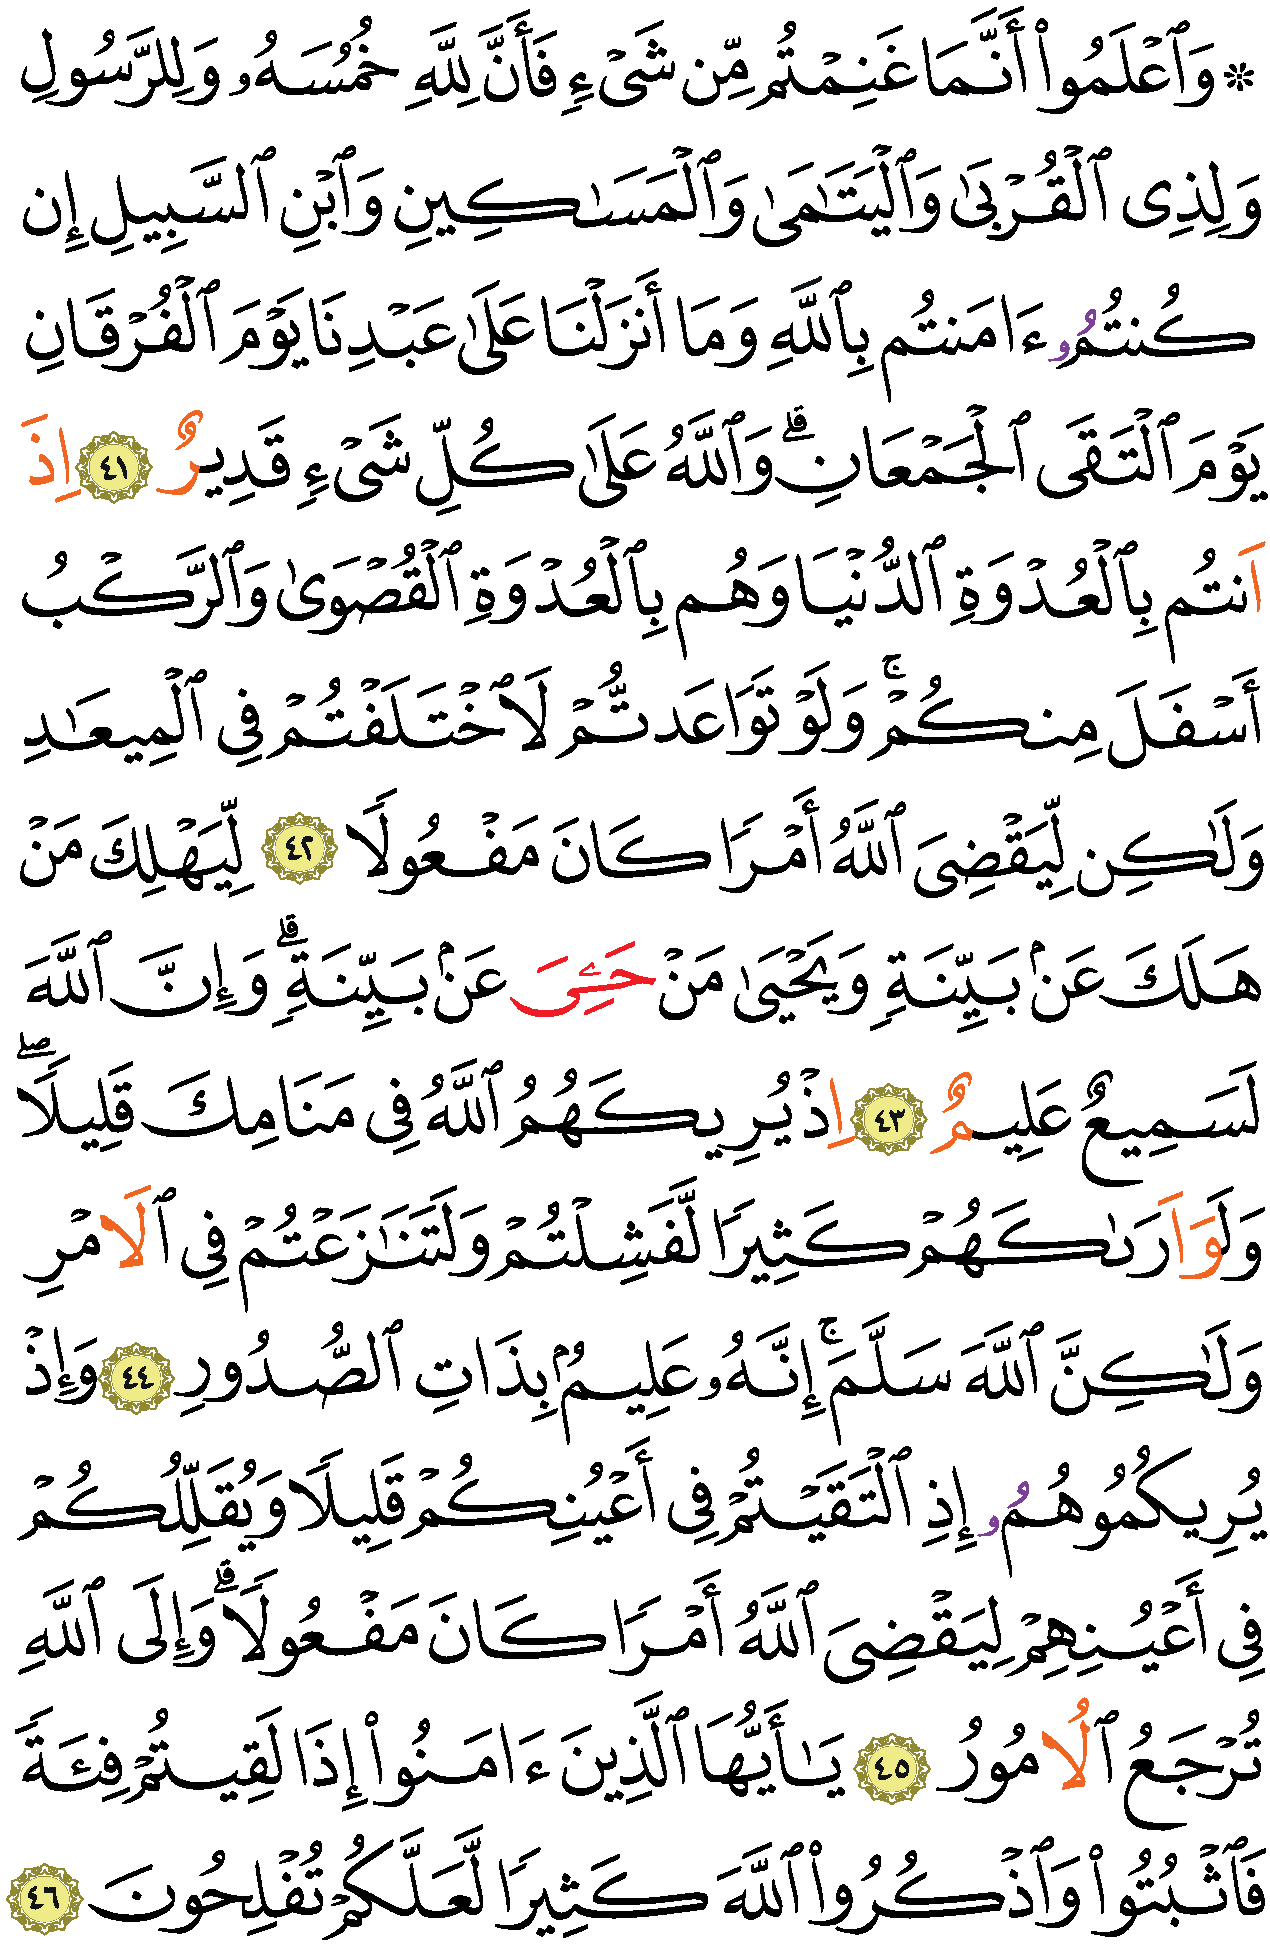 ۞ وَٱعۡلَمُوٓاْ أَنَّمَا غَنِمۡتُم مِّن شَيۡءٖ فَأَنَّ لِلَّهِ خُمُسَهُۥ وَلِلرَّسُولِ
وَلِذِي ٱلۡقُرۡبَىٰ وَٱلۡيَتَٰمَىٰ وَٱلۡمَسَٰكِينِ وَٱبۡنِ ٱلسَّبِيلِ إِن
كُنتُمُۥ ءَامَنتُم بِٱللَّهِ وَمَا أَنزَلۡنَا عَلَىٰ عَبۡدِنَا يَوۡمَ ٱلۡفُرۡقَانِ
يَوۡمَ ٱلۡتَقَى ٱلۡجَمۡعَانِۗ وَٱللَّهُ عَلَىٰ كُلِّ شَيۡءٖ قَدِيرٌ ٤١ اِذَ
اَنتُم بِٱلۡعُدۡوَةِ ٱلدُّنۡيَا وَهُم بِٱلۡعُدۡوَةِ ٱلۡقُصۡوَىٰ وَٱلرَّكۡبُ
أَسۡفَلَ مِنكُمۡۚ وَلَوۡ تَوَاعَدتُّمۡ لَٱخۡتَلَفۡتُمۡ فِي ٱلۡمِيعَٰدِ
وَلَٰكِن لِّيَقۡضِيَ ٱللَّهُ أَمۡرٗا كَانَ مَفۡعُولٗا ٤٢ لِّيَهۡلِكَ مَنۡ
هَلَكَ عَنۢ بَيِّنَةٖ وَيَحۡيَىٰ مَنۡ حَيِيَ عَنۢ بَيِّنَةٖۗ وَإِنَّ ٱللَّهَ
لَسَمِيعٌ عَلِيمٌ ٤٣ اِذۡ يُرِيكَهُمُ ٱللَّهُ فِي مَنَامِكَ قَلِيلٗاۖ
وَلَوَ اَرَىٰكَهُمۡ كَثِيرٗا لَّفَشِلۡتُمۡ وَلَتَنَٰزَعۡتُمۡ فِي ٱلَامۡرِ
وَلَٰكِنَّ ٱللَّهَ سَلَّمَۚ إِنَّهُۥ عَلِيمُۢ بِذَاتِ ٱلصُّدُورِ ٤٤ وَإِذۡ
يُرِيكُمُوهُمُۥ إِذِ ٱلۡتَقَيۡتُمۡ فِي أَعۡيُنِكُمۡ قَلِيلٗا وَيُقَلِّلُكُمۡ
فِي أَعۡيُنِهِمۡ لِيَقۡضِيَ ٱللَّهُ أَمۡرٗا كَانَ مَفۡعُولٗاۗ وَإِلَى ٱللَّهِ
تُرۡجَعُ ٱلُامُورُ ٤٥ يَٰأَيُّهَا ٱلَّذِينَ ءَامَنُواْ إِذَا لَقِيتُمۡ فِئَةٗ
فَٱثۡبُتُواْ وَٱذۡكُرُواْ ٱللَّهَ كَثِيرٗا لَّعَلَّكُمۡ تُفۡلِحُونَ ٤٦